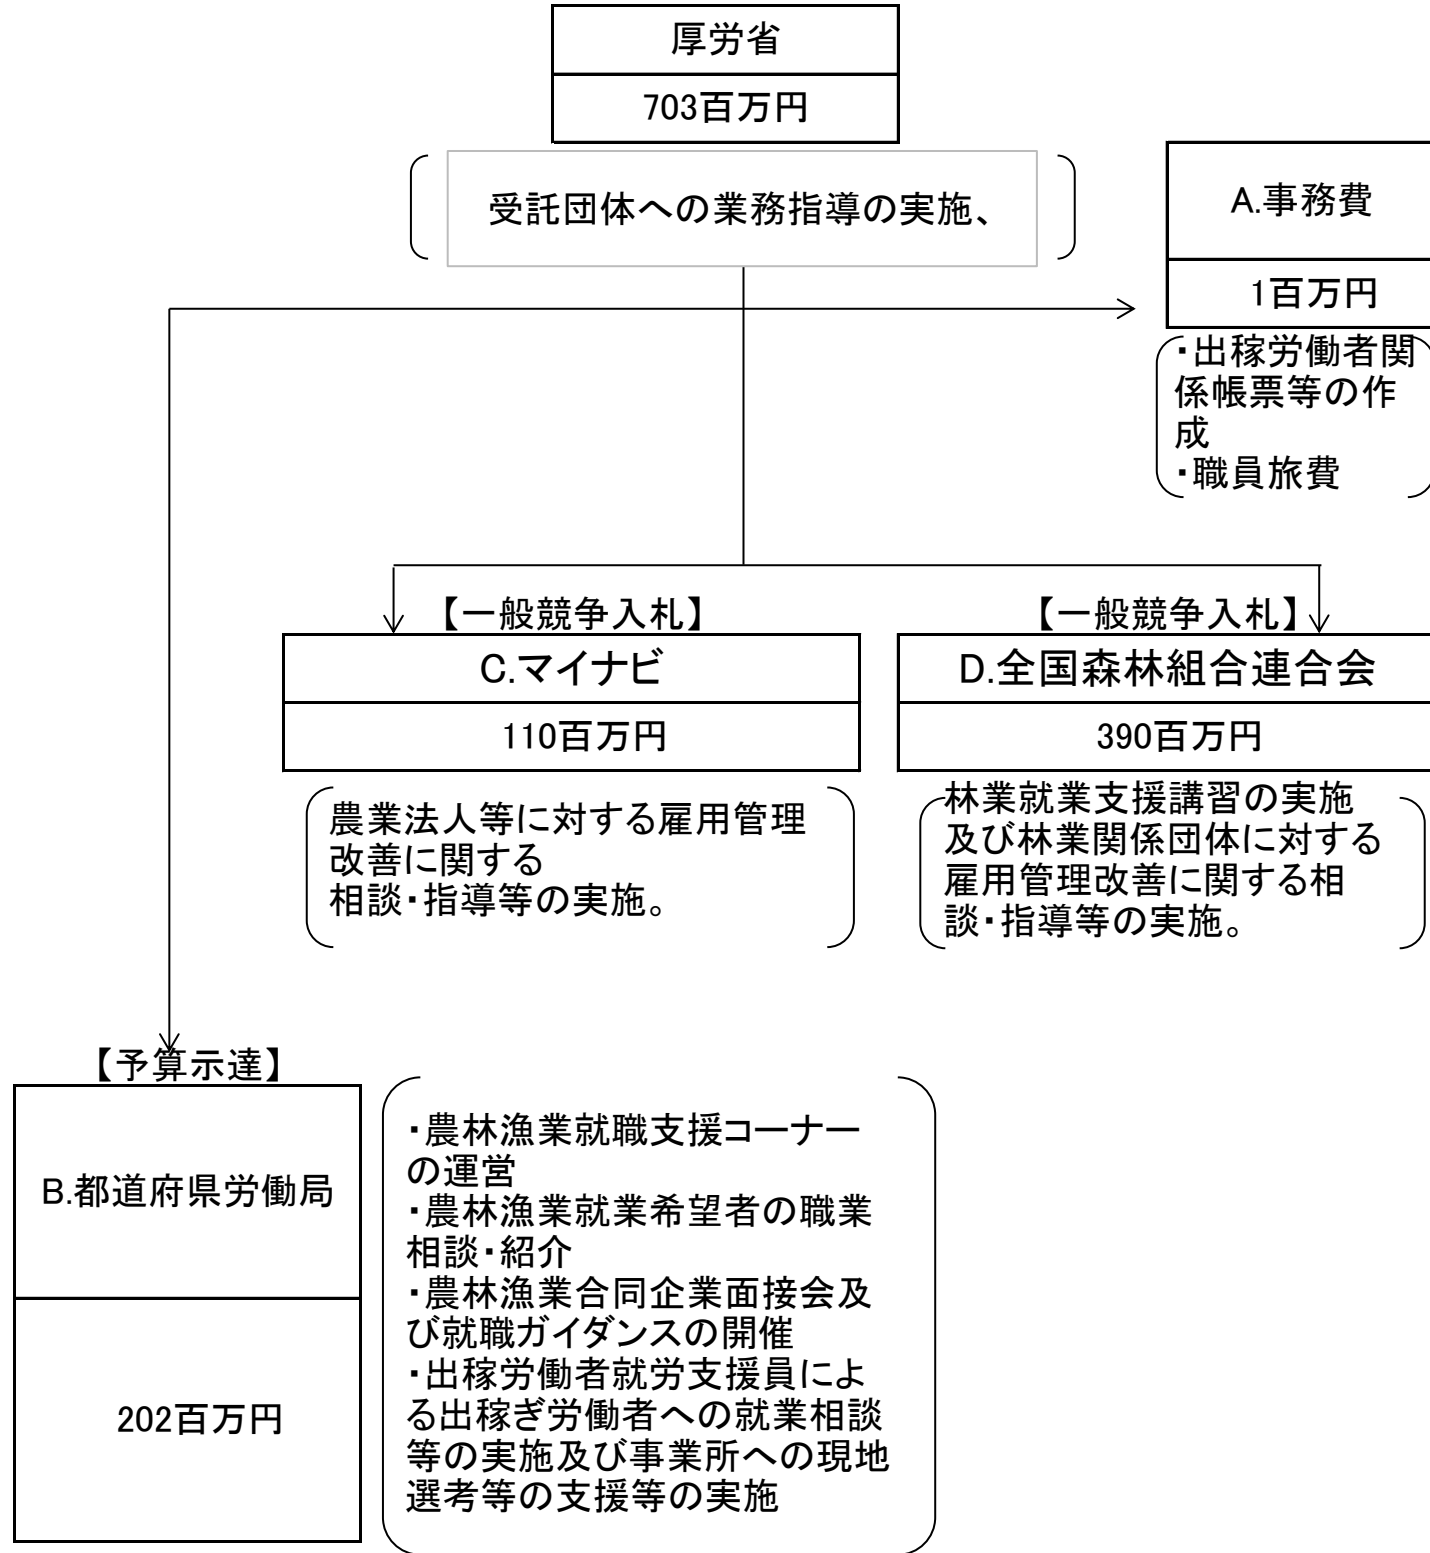 厚労省
703百万円
受託団体への業務指導の実施、
A.事務費
1百万円
・出稼労働者関
係帳票等の作
成
・職員旅費
【一般競争入札】
C.マイナビ
110百万円
農業法人等に対する雇用管理
改善に関する
相談・指導等の実施。
【一般競争入札】
D.全国森林組合連合会
390百万円
林業就業支援講習の実施
及び林業関係団体に対する
雇用管理改善に関する相
談・指導等の実施。
【予算示達】
B.都道府県労働局
202百万円
・農林漁業就職支援コーナー
の運営
・農林漁業就業希望者の職業
相談・紹介
・農林漁業合同企業面接会及
び就職ガイダンスの開催
・出稼労働者就労支援員によ
る出稼ぎ労働者への就業相談
等の実施及び事業所への現地
選考等の支援等の実施